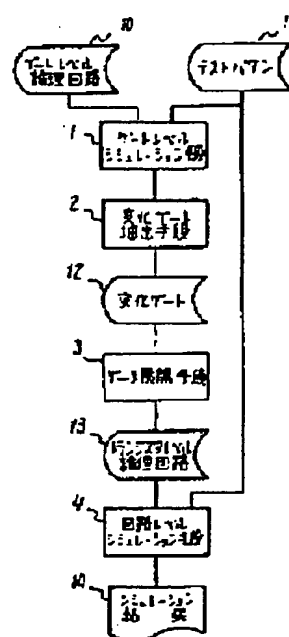 10
ゲートレベル
論理回路
テストパタン
1
ゲートレベル
シミュレーション手段
2
変化ゲート
抽出手段
12
変化ゲート
3
ゲート展開手段
13
トランジスタレベル
論理回路
4
回路レベル
シミュレーション手段
14
シミュレーション
結果